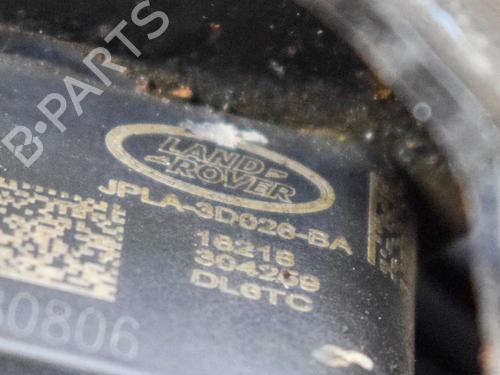 B·PARTS
LAND
ROVER
JPLA-3D026-BA
18218
304259
DL6TC
30806